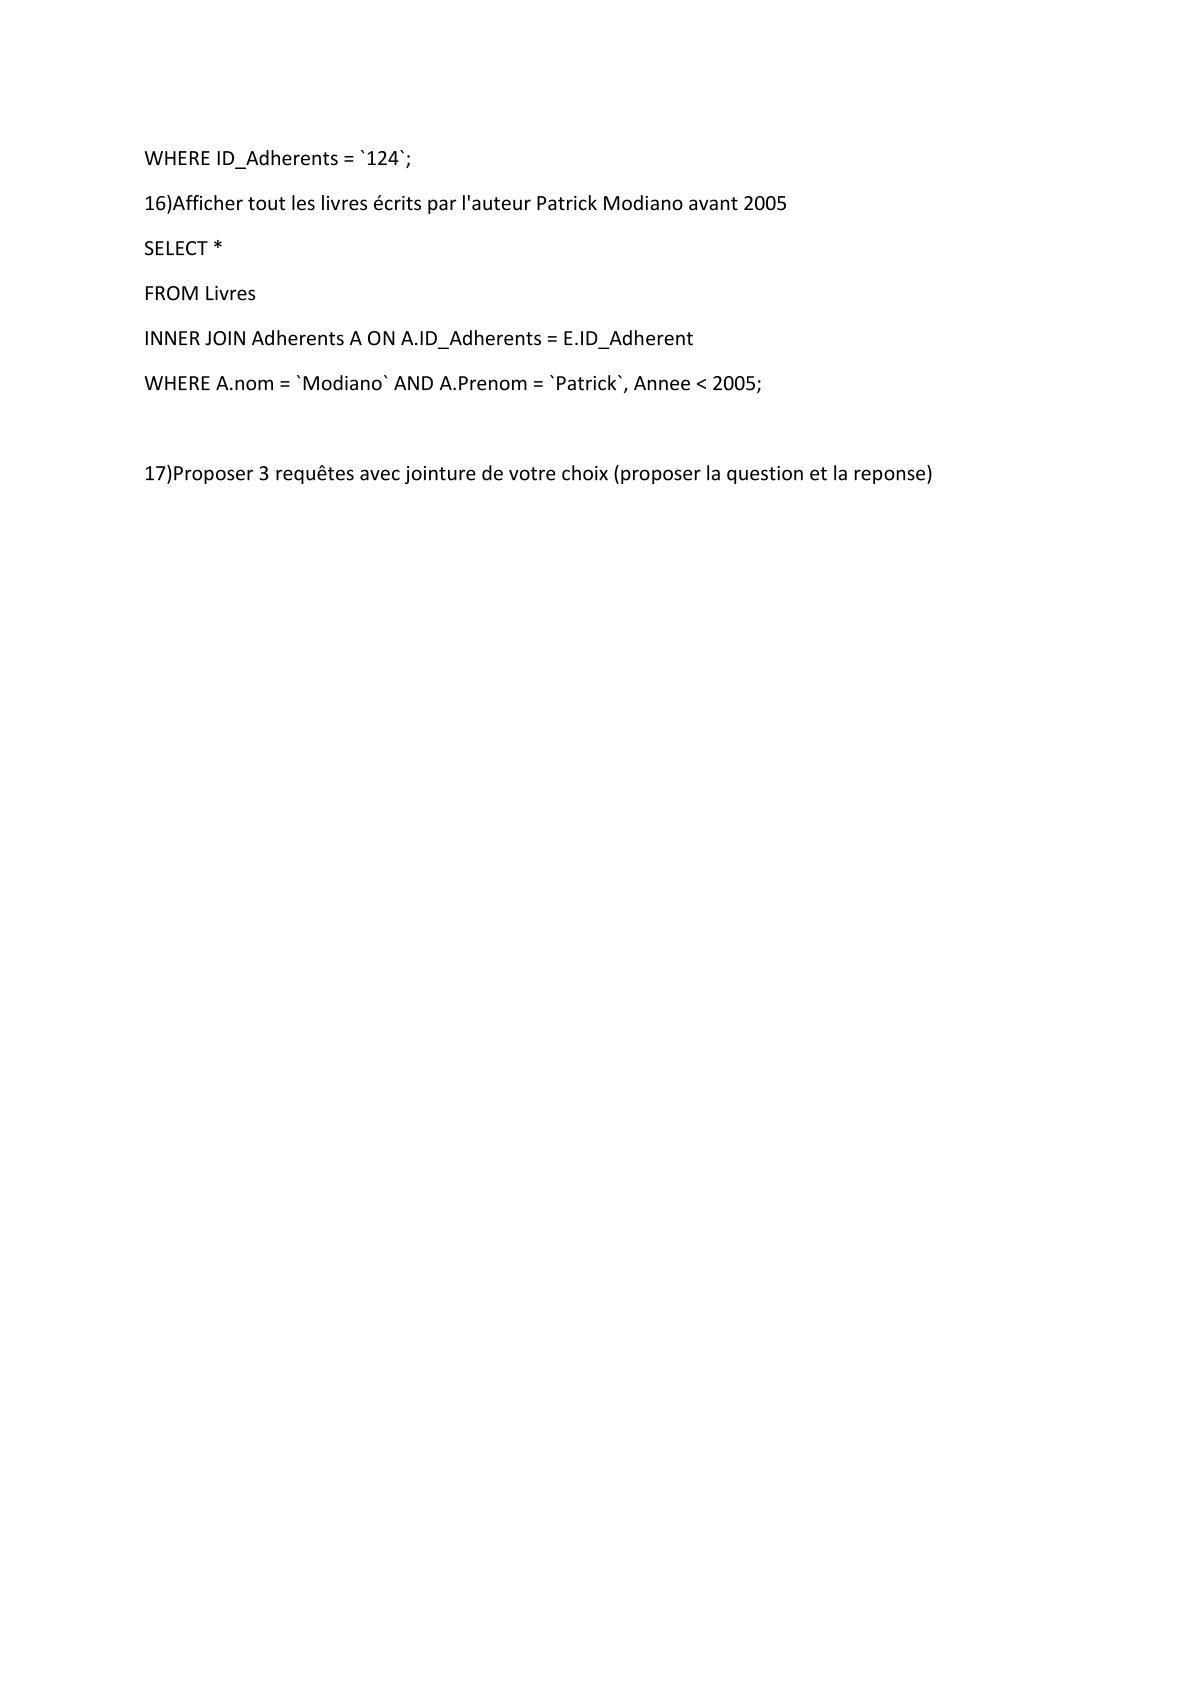 WHERE ID_Adherents = `124`;
16)Afficher tout les livres écrits par l'auteur Patrick Modiano avant 2005
SELECT *
FROM Livres
INNER JOIN Adherents A ON A.ID_Adherents = E.ID_Adherent
WHERE A.nom = `Modiano` AND A.Prenom = `Patrick`, Annee < 2005;
17)Proposer 3 requêtes avec jointure de votre choix (proposer la question et la reponse)